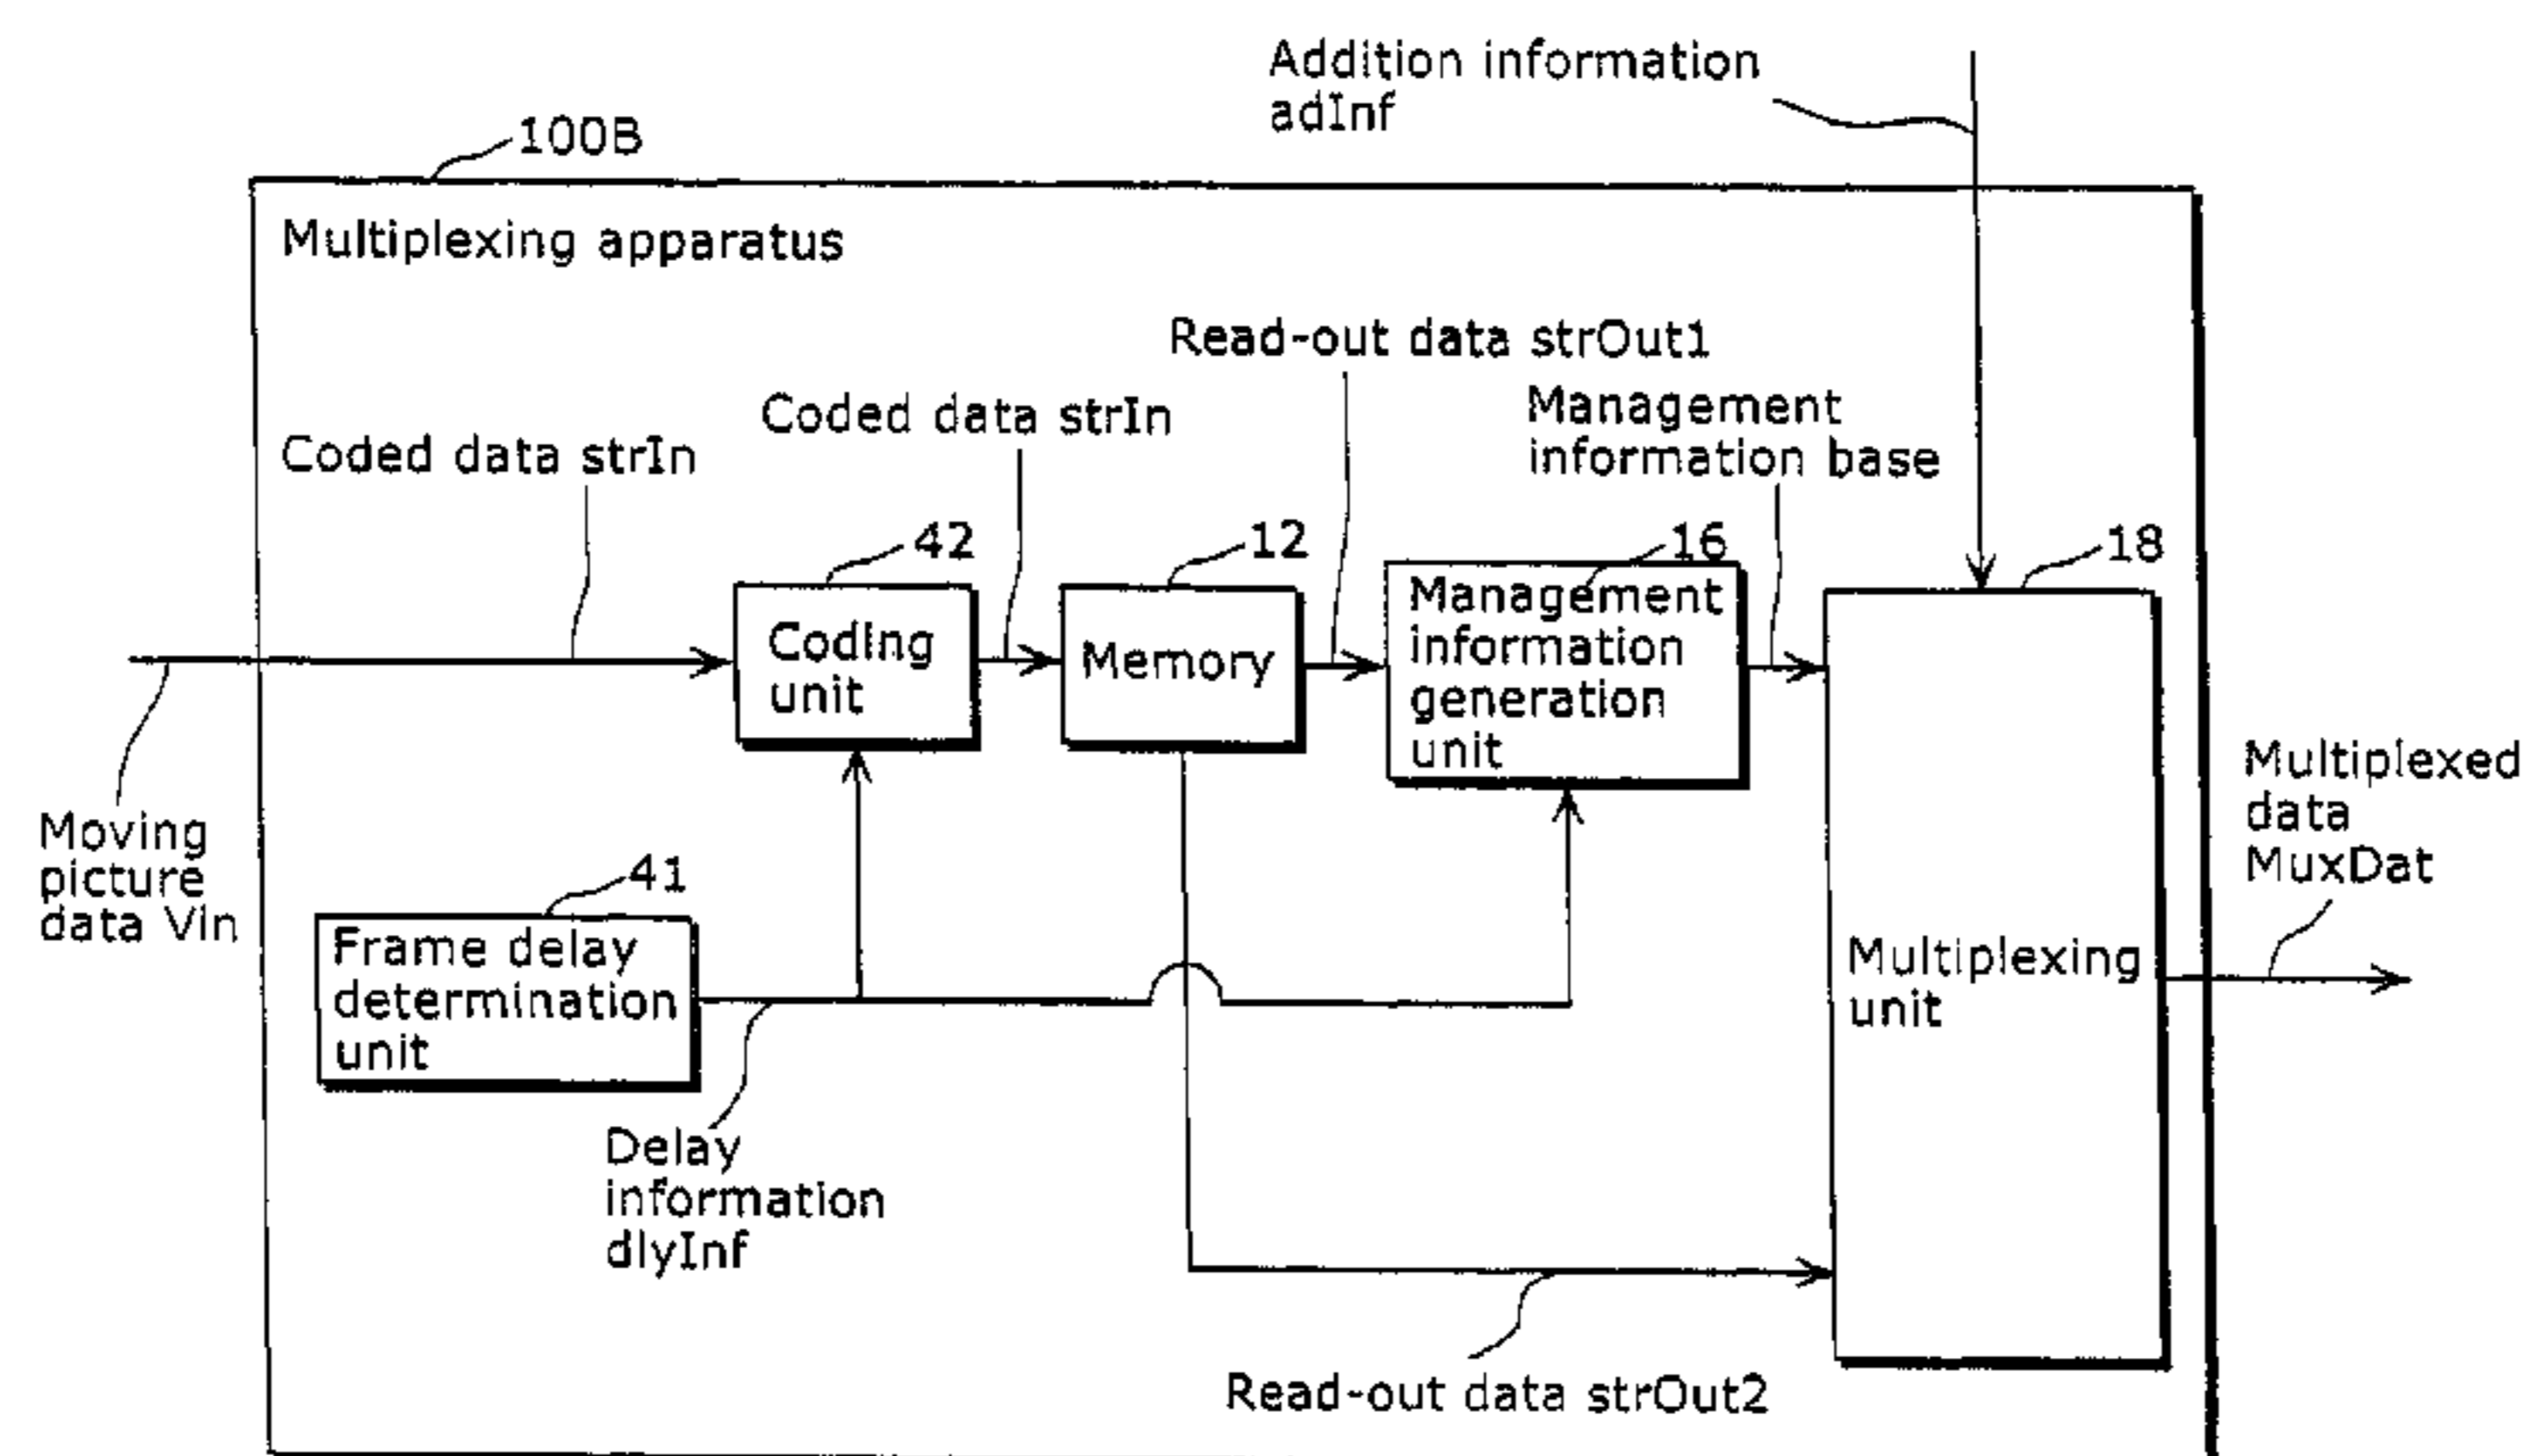 Addition information
adInf
100B
Multiplexing apparatus
Read-out data strOut1
Management
information base
Coded data strIn
Coded data strIn
42
12
16
18
Coding
unit
Memory
Management
information
generation
unit
Moving
picture
data Vin
41
Frame delay
determination
unit
Multiplexing
unit
Multiplexed
data
MuxDat
Delay
information
dlyInf
Read-out data strOut2